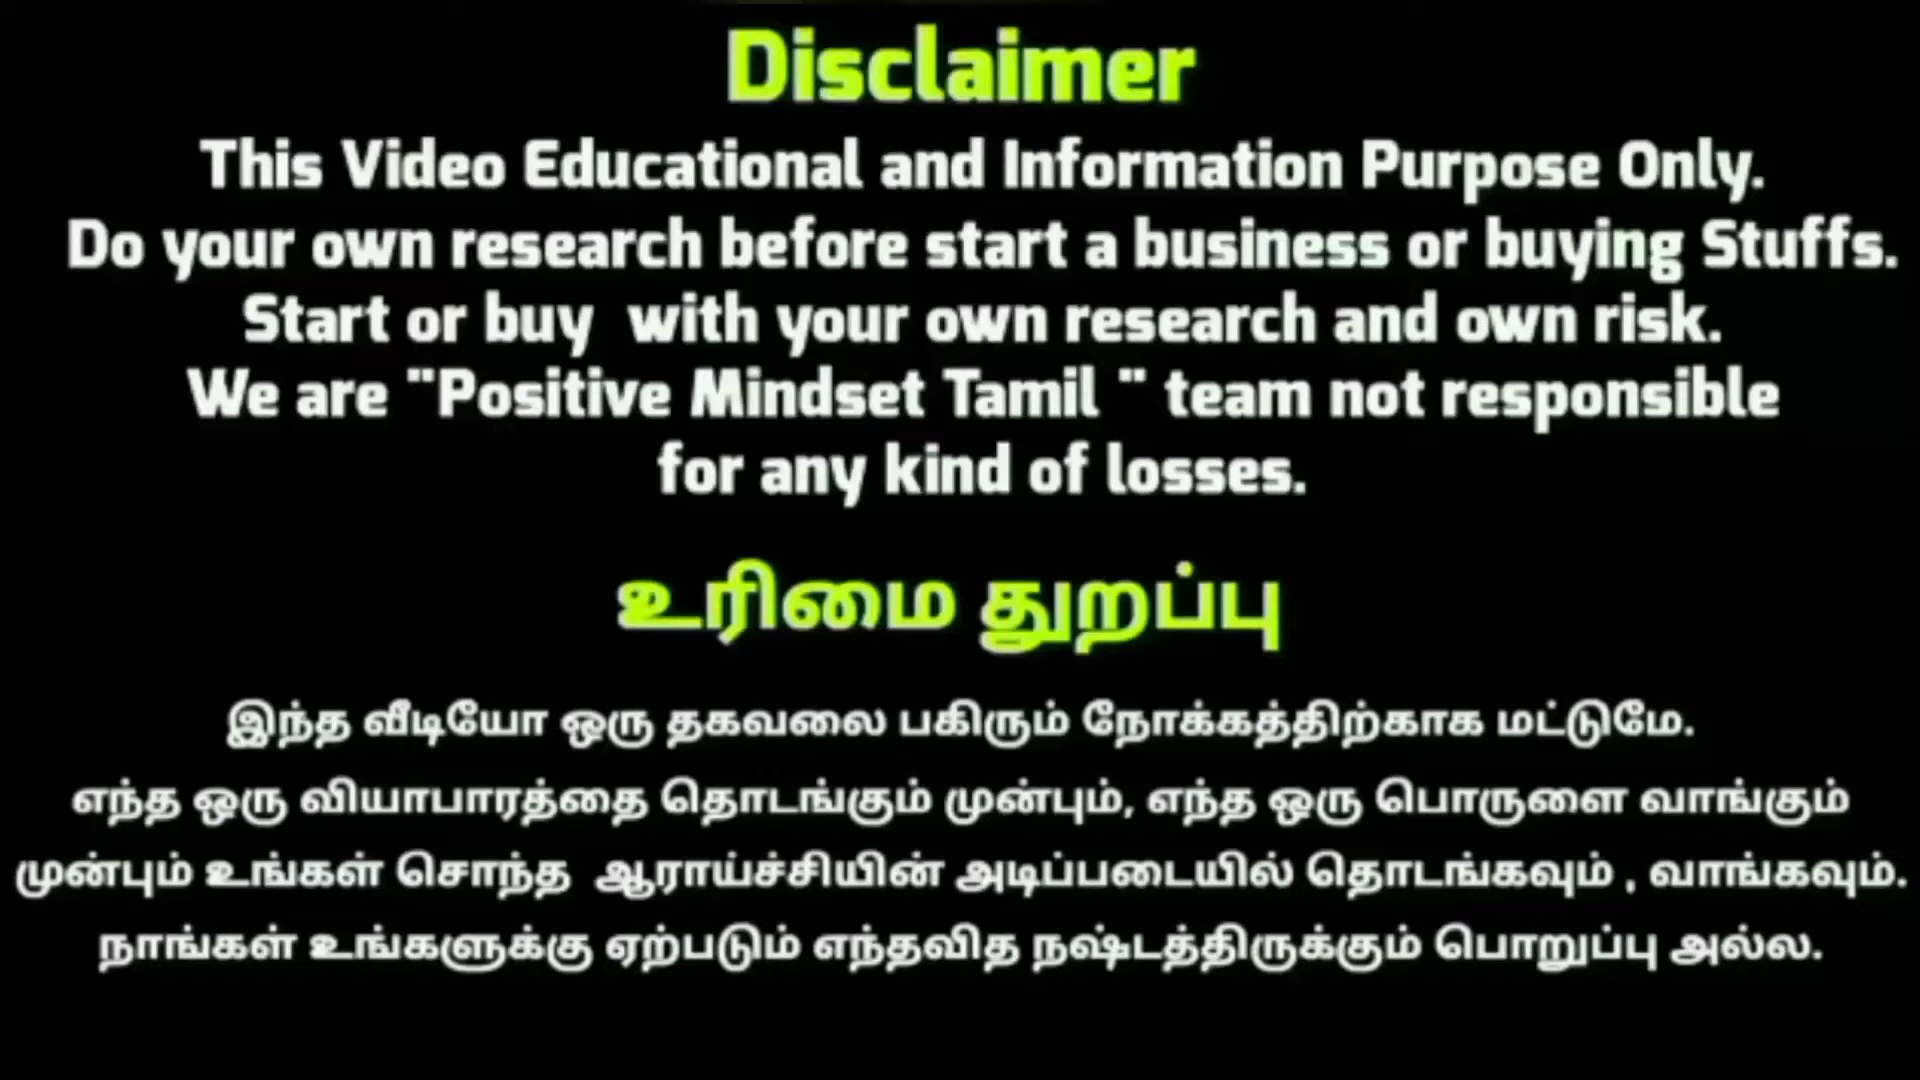 Disclaimer
This Video Educational and Information Purpose Only.
Do your own research before start a business or buying Stuffs.
Start or buy  with your own research and own risk.
We are "Positive Mindset Tamil " team not responsible
for any kind of losses.
உரிமை துறப்பு
இந்த வீடியோ ஒரு தகவலை பகிரும் நோக்கத்திற்காக மட்டுமே.
எந்த ஒரு வியாபாரத்தை தொடங்கும் முன்பும், எந்த ஒரு பொருளை வாங்கும்
முன்பும் உங்கள் சொந்த  ஆராய்ச்சியின் அடிப்படையில் தொடங்கவும் , வாங்கவும்.
நாங்கள் உங்களுக்கு ஏற்படும் எந்தவித நஷ்டத்திருக்கும் பொறுப்பு அல்ல.